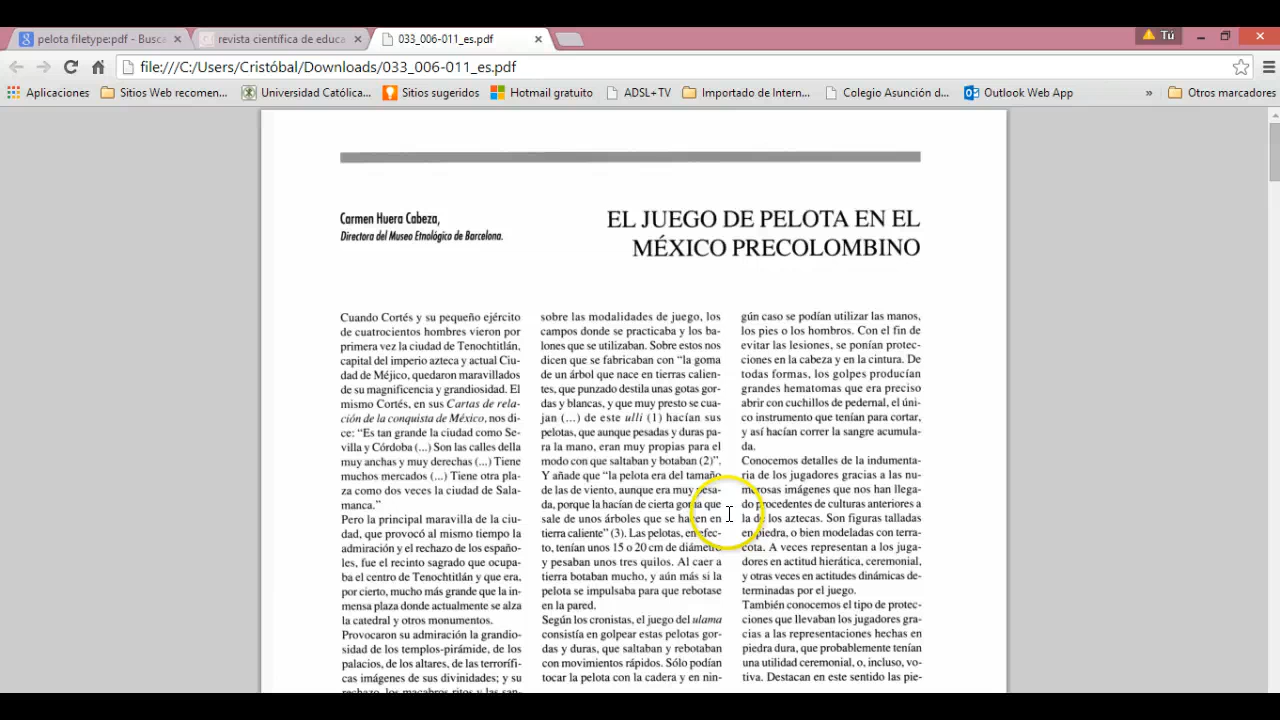 pelota filetype:pdf - Busca
revista científica de educa
033_006-011_es.pdf
Tú
file:///C:/Users/Cristóbal/Downloads/033_006-011_es.pdf
Aplicaciones
Sitios Web recomen...
Universidad Católica...
Sitios sugeridos
Hotmail gratuito
ADSL+TV
Importado de Intern...
Colegio Asunción d...
Outlook Web App
»
Otros marcadores
Carmen Huera Cabeza,
Directora del Museo Etnológico de Barcelona.
EL JUEGO DE PELOTA EN EL
MÉXICO PRECOLOMBINO
Cuando Cortés y su pequeño ejército
de cuatrocientos hombres vieron por
primera vez la ciudad de Tenochtitlán,
capital del imperio azteca y actual Ciu-
dad de Méjico, quedaron maravillados
de su magnificencia y grandiosidad. El
mismo Cortés, en sus Cartas de rela-
ción de la conquista de México, nos di-
ce: “Es tan grande la ciudad como Se-
villa y Córdoba (...) Son las calles della
muy anchas y muy derechas (...) Tiene
muchos mercados (...) Tiene otra pla-
za como dos veces la ciudad de Sala-
manca.”
Pero la principal maravilla de la ciu-
dad, que provocó al mismo tiempo la
admiración y el rechazo de los españo-
les, fue el recinto sagrado que ocupa-
ba el centro de Tenochtitlán y que era,
por cierto, mucho más grande que la in-
mensa plaza donde actualmente se alza
la catedral y otros monumentos.
Provocaron su admiración la grandio-
sidad de los templos-pirámide, de los
palacios, de los altares, de las terrorífi-
cas imágenes de sus divinidades; y su
rechazo, los macabros ritos y las san-
sobre las modalidades de juego, los
campos donde se practicaba y los ba-
lones que se utilizaban. Sobre estos nos
dicen que se fabricaban con “la goma
de un árbol que nace en tierras calien-
tes, que punzado destila unas gotas gor-
das y blancas, y que muy presto se cua-
jan (...) de este ulli (1) hacían sus
pelotas, que aunque pesadas y duras pa-
ra la mano, eran muy propias para el
modo con que saltaban y botaban (2)”.
Y añade que “la pelota era del tamaño
de las de viento, aunque era muy pesa-
da, porque la hacían de cierta goma que
sale de unos árboles que se hacen en
tierra caliente” (3). Las pelotas, en efec-
to, tenían unos 15 o 20 cm de diámetro
y pesaban unos tres quilos. Al caer a
tierra botaban mucho, y aún más si la
pelota se impulsaba para que rebotase
en la pared.
Según los cronistas, el juego del ulama
consistía en golpear estas pelotas gor-
das y duras, que saltaban y rebotaban
con movimientos rápidos. Sólo podían
tocar la pelota con la cadera y en nin-
gún caso se podían utilizar las manos,
los pies o los hombros. Con el fin de
evitar las lesiones, se ponían protec-
ciones en la cabeza y en la cintura. De
todas formas, los golpes producían
grandes hematomas que era preciso
abrir con cuchillos de pedernal, el úni-
co instrumento que tenían para cortar,
y así hacían correr la sangre acumula-
da.
Conocemos detalles de la indumenta-
ria de los jugadores gracias a las nu-
merosas imágenes que nos han llega-
do procedentes de culturas anteriores a
la de los aztecas. Son figuras talladas
en piedra, o bien modeladas con terra-
cota. A veces representan a los juga-
dores en actitud hierática, ceremonial,
y otras veces en actitudes dinámicas de-
terminadas por el juego.
También conocemos el tipo de protec-
ciones que llevaban los jugadores gra-
cias a las representaciones hechas en
piedra dura, que probablemente tenían
una utilidad ceremonial, o, incluso, vo-
tiva. Destacan en este sentido las pie-